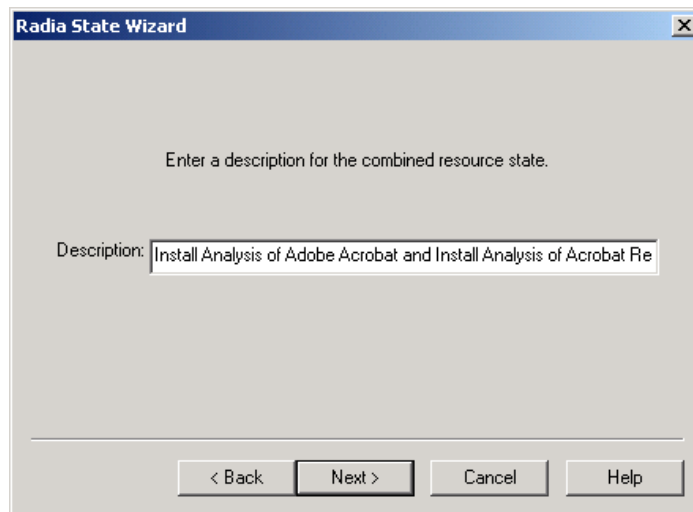 Radia State Wizard
Enter a description for the combined resource state.
Description: Install Analysis of Adobe Acrobat and Install Analysis of Acrobat Re
< Back Next > Cancel Help